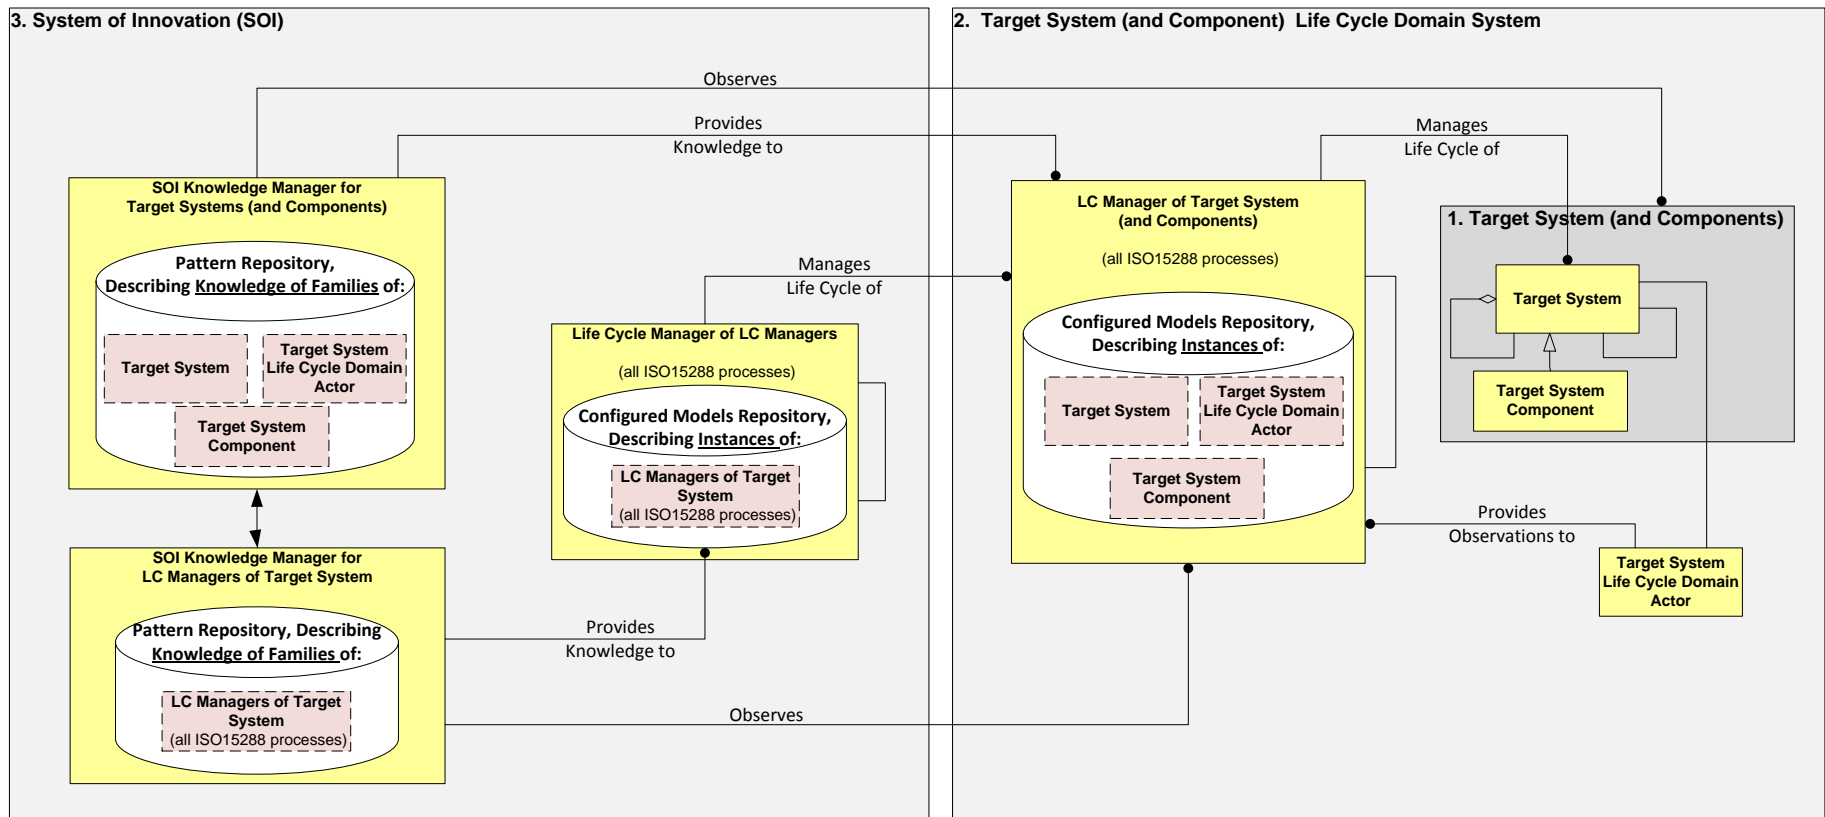 3. System of Innovation (SOI)
Observes
Provides
Knowledge to
SOI Knowledge Manager for
Target Systems (and Components)
Pattern Repository,
Describing Knowledge of Families of:
Target System
Target System
Life Cycle Domain
Actor
Target System
Component
Manages
Life Cycle of
Life Cycle Manager of LC Managers
(all ISO15288 processes)
Configured Models Repository,
Describing Instances of:
LC Managers of Target
System
(all ISO15288 processes)
SOI Knowledge Manager for
LC Managers of Target System
Pattern Repository, Describing
Knowledge of Families of:
LC Managers of Target
System
(all ISO15288 processes)
Provides
Knowledge to
Observes
2. Target System (and Component) Life Cycle Domain System
Manages
Life Cycle of
LC Manager of Target System
(and Components)
(all ISO15288 processes)
Configured Models Repository,
Describing Instances of:
Target System
Target System
Life Cycle Domain
Actor
Target System
Component
1. Target System (and Components)
Target System
Target System
Component
Provides
Observations to
Target System
Life Cycle Domain
Actor